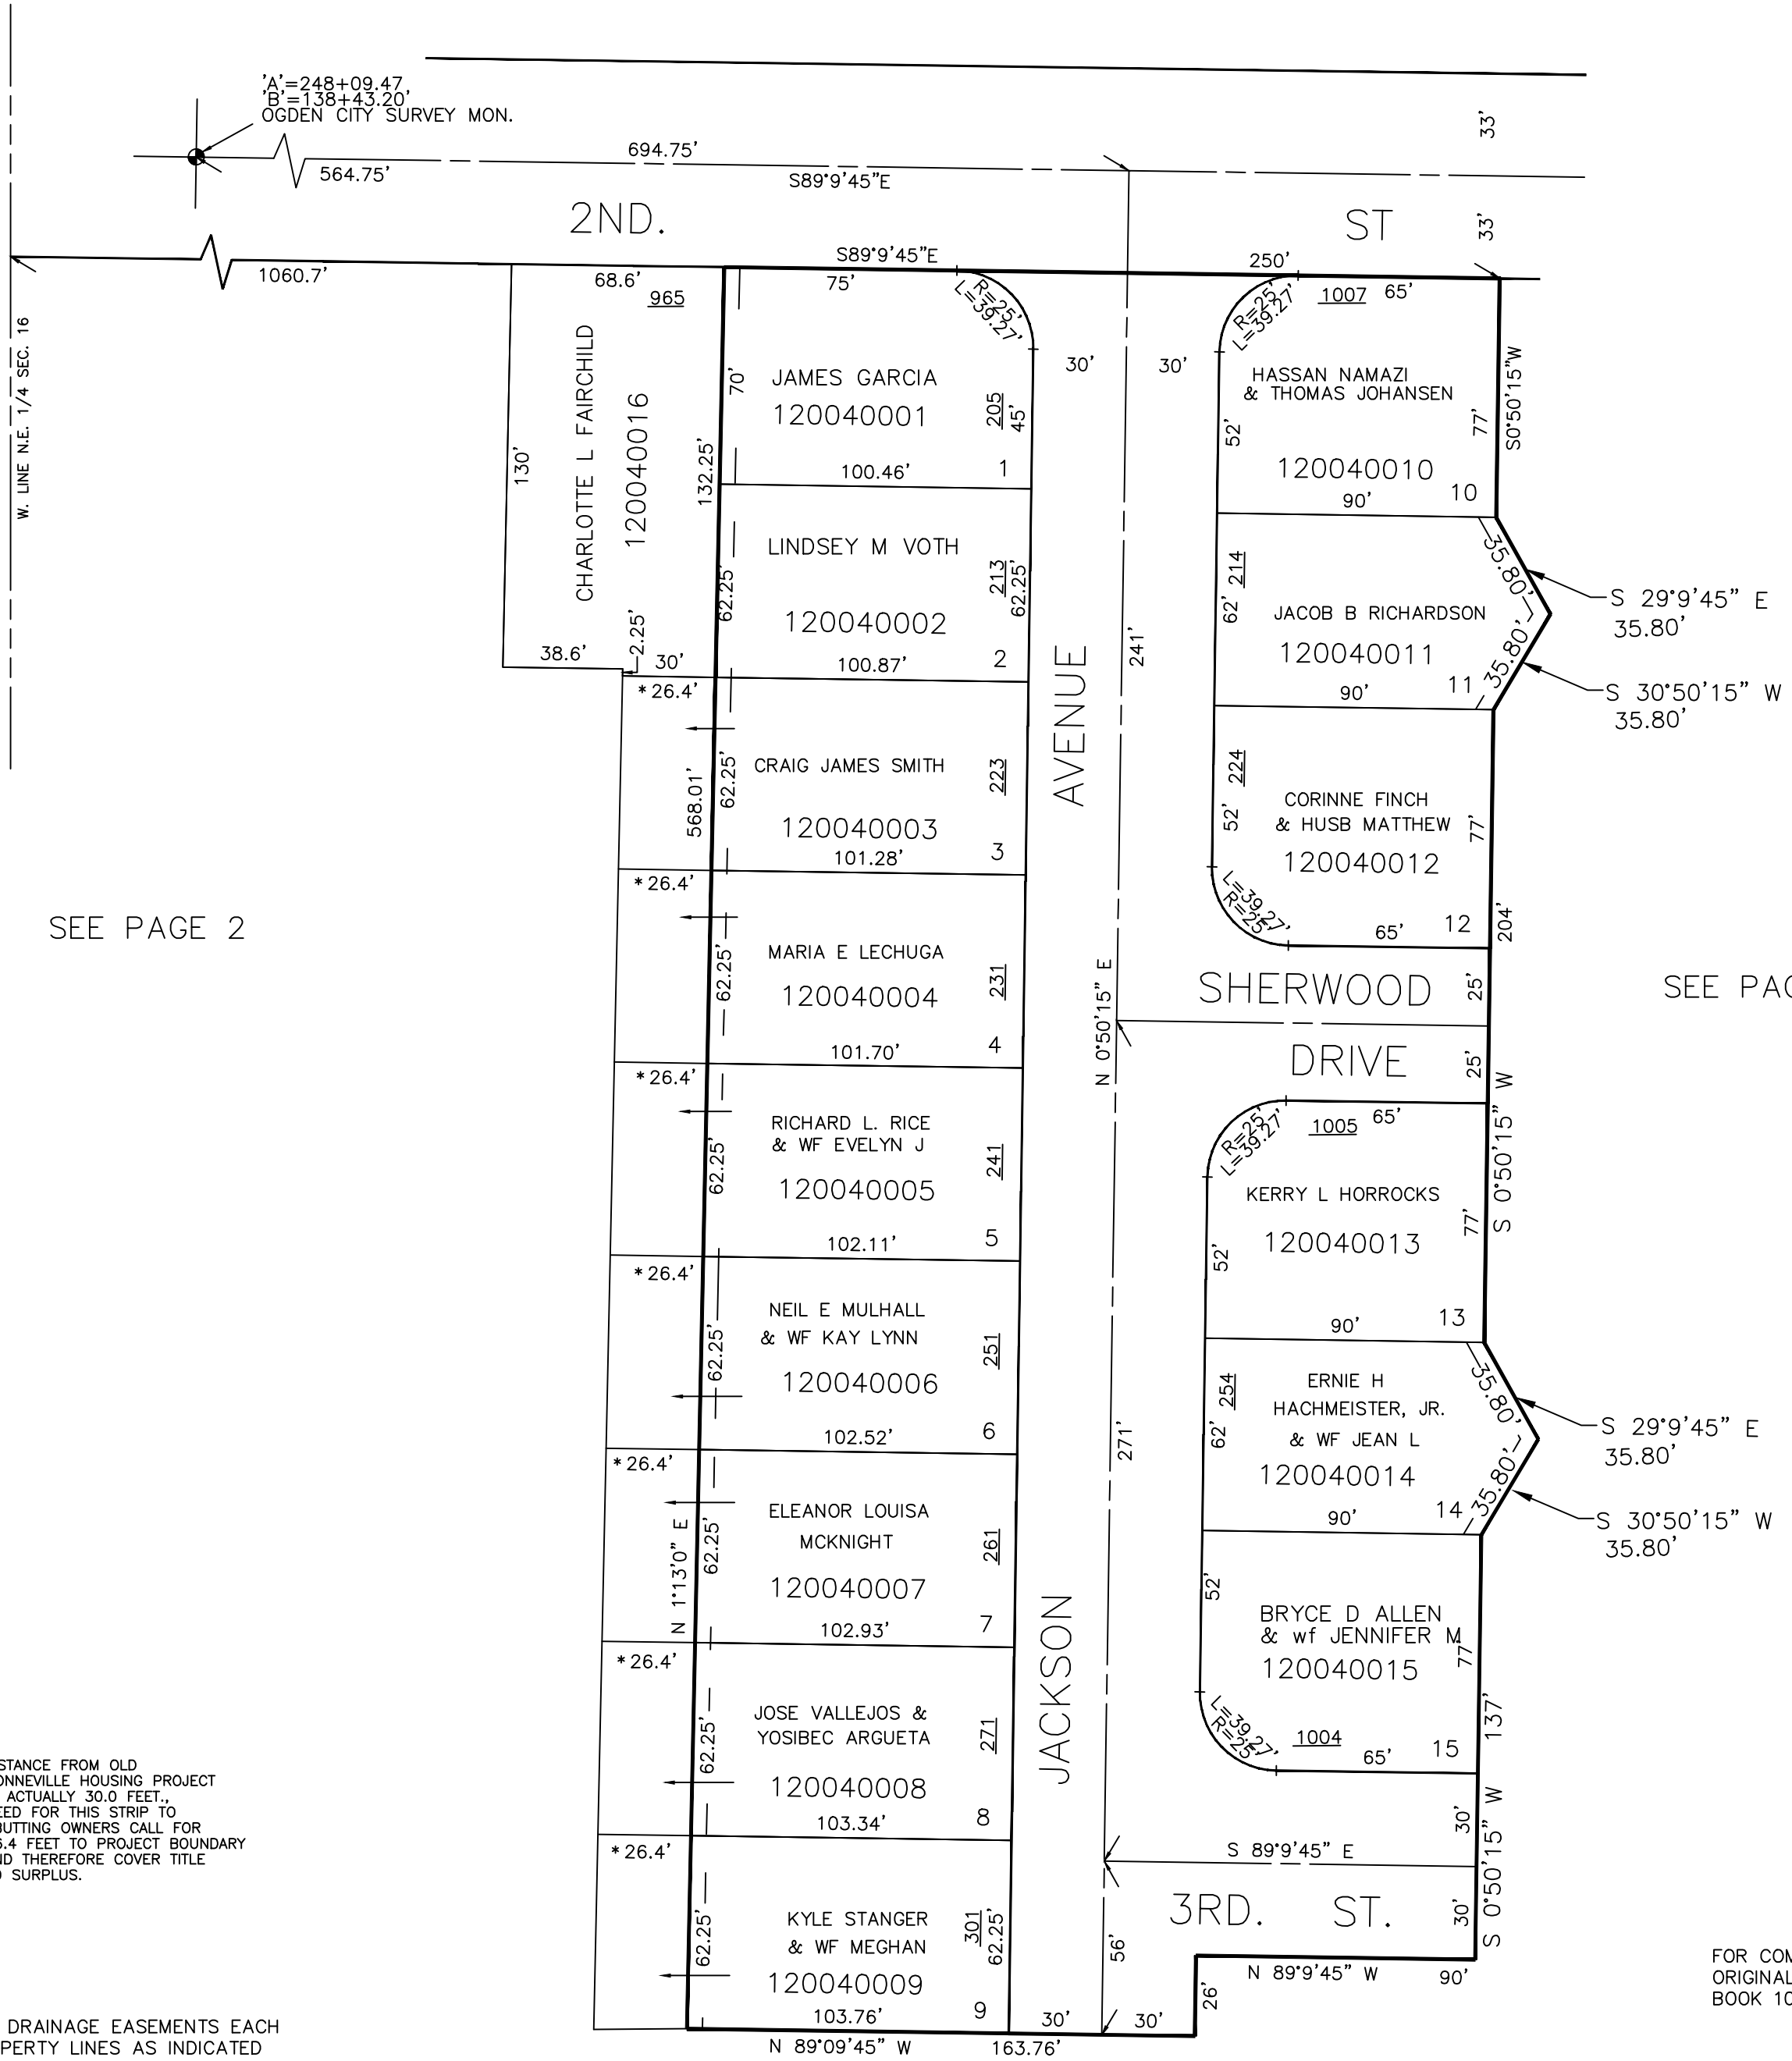 'A'=248+09.47
'B'=138+43.20'
OGDEN CITY SURVEY MON.
694.75'
564.75'
S89°9'45"E
33'
2ND. ST
33'
S89°9'45"E
250'
1060.7'
W. LINE N.E. 1/4 SEC. 16
68.6'
965
CHARLOTTE L FAIRCHILD
120040016
130'
132.25'
38.6'
2.25'
30'
75'
R=25'
L=39.27'
70'
JAMES GARCIA
120040001
205
45'
100.46'
1
30'
30'
R=25'
L=39.27'
1007
65'
HASSAN NAMAZI
& THOMAS JOHANSEN
52'
77'
S0°50'15"W
120040010
10
90'
62.25'
LINDSEY M VOTH
120040002
213
62.25'
100.87'
2
214
62'
JACOB B RICHARDSON
120040011
11
90'
35.80'
35.80'
S 29°9'45" E
35.80'
S 30°50'15" W
35.80'
241'
AVENUE
*26.4'
568.01'
62.25'
CRAIG JAMES SMITH
120040003
223
101.28'
3
224
52'
CORINNE FINCH
& HUSB MATTHEW
120040012
77'
L=39.27'
R=25'
65'
12
204'
SEE PAGE 2
*26.4'
62.25'
MARIA E LECHUGA
120040004
231
101.70'
4
N 0°50'15" E
SHERWOOD
25'
DRIVE
25'
SEE PAG
*26.4'
62.25'
RICHARD L. RICE
& WF EVELYN J
120040005
241
102.11'
5
R=25'
L=39.27'
1005
65'
KERRY L HORROCKS
120040013
52'
77'
S 0°50'15" W
90'
13
*26.4'
62.25'
NEIL E MULHALL
& WF KAY LYNN
120040006
251
102.52'
6
271'
254
62'
ERNIE H
HACHMEISTER, JR.
& WF JEAN L
120040014
14
90'
35.80'
35.80'
S 29°9'45" E
35.80'
S 30°50'15" W
35.80'
*26.4'
N 1°13'0" E
62.25'
ELEANOR LOUISA
MCKNIGHT
120040007
261
102.93'
7
JACKSON
52'
BRYCE D ALLEN
& wf JENNIFER M
120040015
77'
L=39.27'
R=25'
1004
65'
15
137'
*26.4'
62.25'
JOSE VALLEJOS &
YOSIBEC ARGUETA
120040008
271
103.34'
8
STANCE FROM OLD
ONNEVILLE HOUSING PROJECT
ACTUALLY 30.0 FEET.,
EED FOR THIS STRIP TO
BUTTING OWNERS CALL FOR
6.4 FEET TO PROJECT BOUNDARY
ND THEREFORE COVER TITLE
O SURPLUS.
30'
S 89°9'45" E
3RD. ST.
30'
S 0°50'15" W
*26.4'
62.25'
KYLE STANGER
& WF MEGHAN
120040009
301
62.25'
103.76'
9
56'
30'
30'
26'
N 89°9'45" W
90'
N 89°09'45" W
163.76'
DRAINAGE EASEMENTS EACH
PERTY LINES AS INDICATED
FOR COM
ORIGINAL
BOOK 10